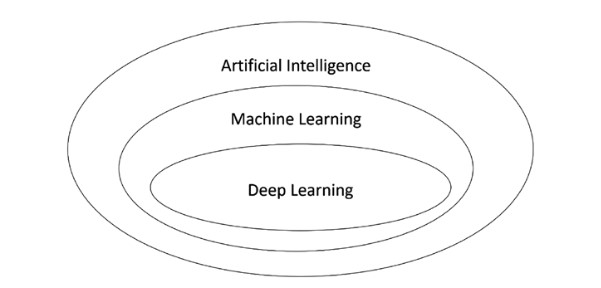 Artificial Intelligence
Machine Learning
Deep Learning